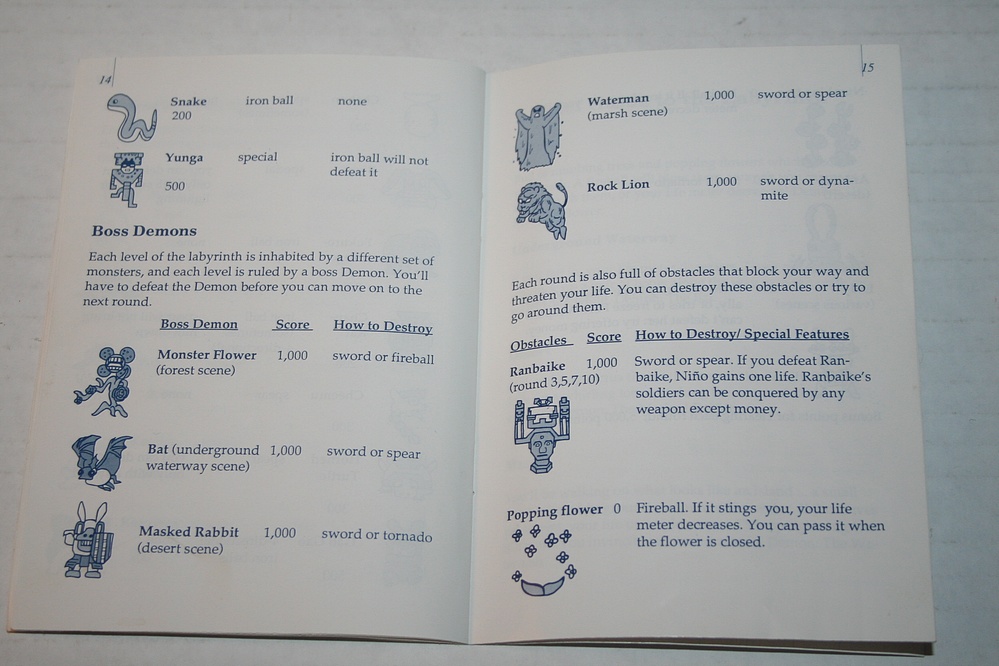 14
Snake iron ball none
200
Yunga special iron ball will not
defeat it
500
Boss Demons
Each level of the labyrinth is inhabited by a different set of
monsters, and each level is ruled by a boss Demon. You'll
have to defeat the Demon before you can move on to the
next round.
Boss Demon Score How to Destroy
Monster Flower 1,000 sword or fireball
(forest scene)
Bat (underground 1,000 sword or spear
waterway scene)
Masked Rabbit 1,000 sword or tornado
(desert scene)
15
Waterman 1,000 sword or spear
(marsh scene)
Rock Lion 1,000 sword or dyna-
mite
Each round is also full of obstacles that block your way and
threaten your life. You can destroy these obstacles or try to
go around them.
Obstacles Score How to Destroy/ Special Features
Ranbaike 1,000 Sword or spear. If you defeat Ran-
(round 3,5,7,10) baike, Niño gains one life. Ranbaike's
soldiers can be conquered by any
weapon except money.
Popping flower 0 Fireball. If it stings you, your life
meter decreases. You can pass it when
the flower is closed.